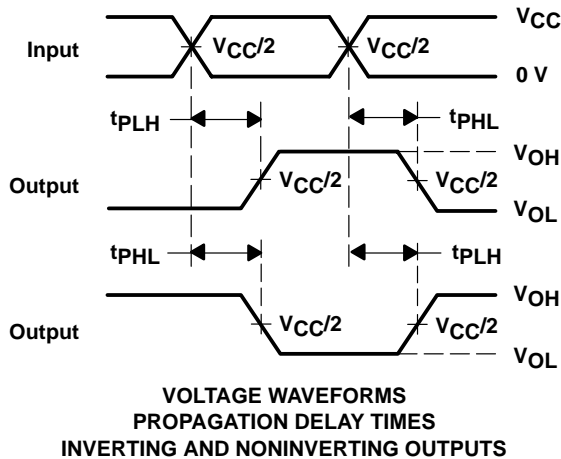 VCC
Input VCC/2 VCC/2
0 V
tPLH tPHL
VOH
Output VCC/2 VCC/2
VOL
tPHL tPLH
VOH
Output VCC/2 VCC/2
VOL
VOLTAGE WAVEFORMS
PROPAGATION DELAY TIMES
INVERTING AND NONINVERTING OUTPUTS